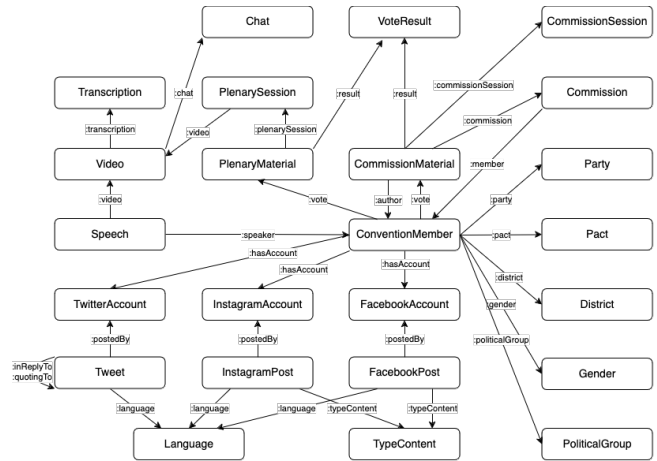 Chat
VoteResult
CommissionSession
:chat
:result
:result
:commissionSession
Transcription
PlenarySession
Commission
:transcription
:video
:plenarySession
:commission
Video
PlenaryMaterial
CommissionMaterial
:member
Party
:video
:vote
:author
:vote
:party
Speech
:speaker
ConventionMember
:pact
Pact
:hasAccount
:hasAccount
:hasAccount
:district
TwitterAccount
InstagramAccount
FacebookAccount
:gender
District
:postedBy
:postedBy
:postedBy
:politicalGroup
:inReplyTo
:quotingTo
Tweet
InstagramPost
FacebookPost
Gender
:language
:language
:language
:typeContent
:typeContent
Language
TypeContent
PoliticalGroup